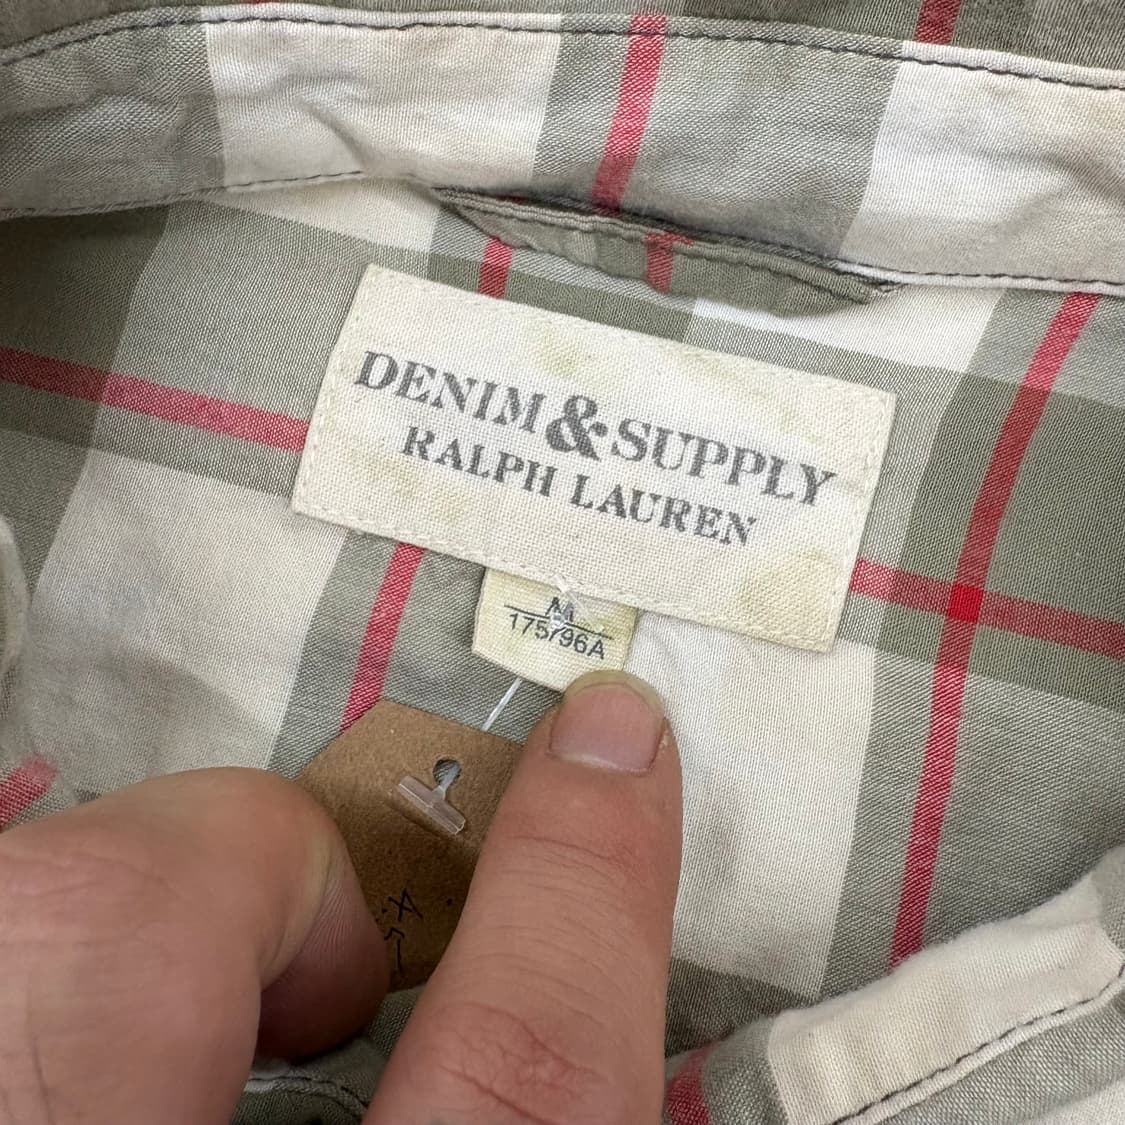 DENIM & SUPPLY
RALPH LAUREN
M
175/96A